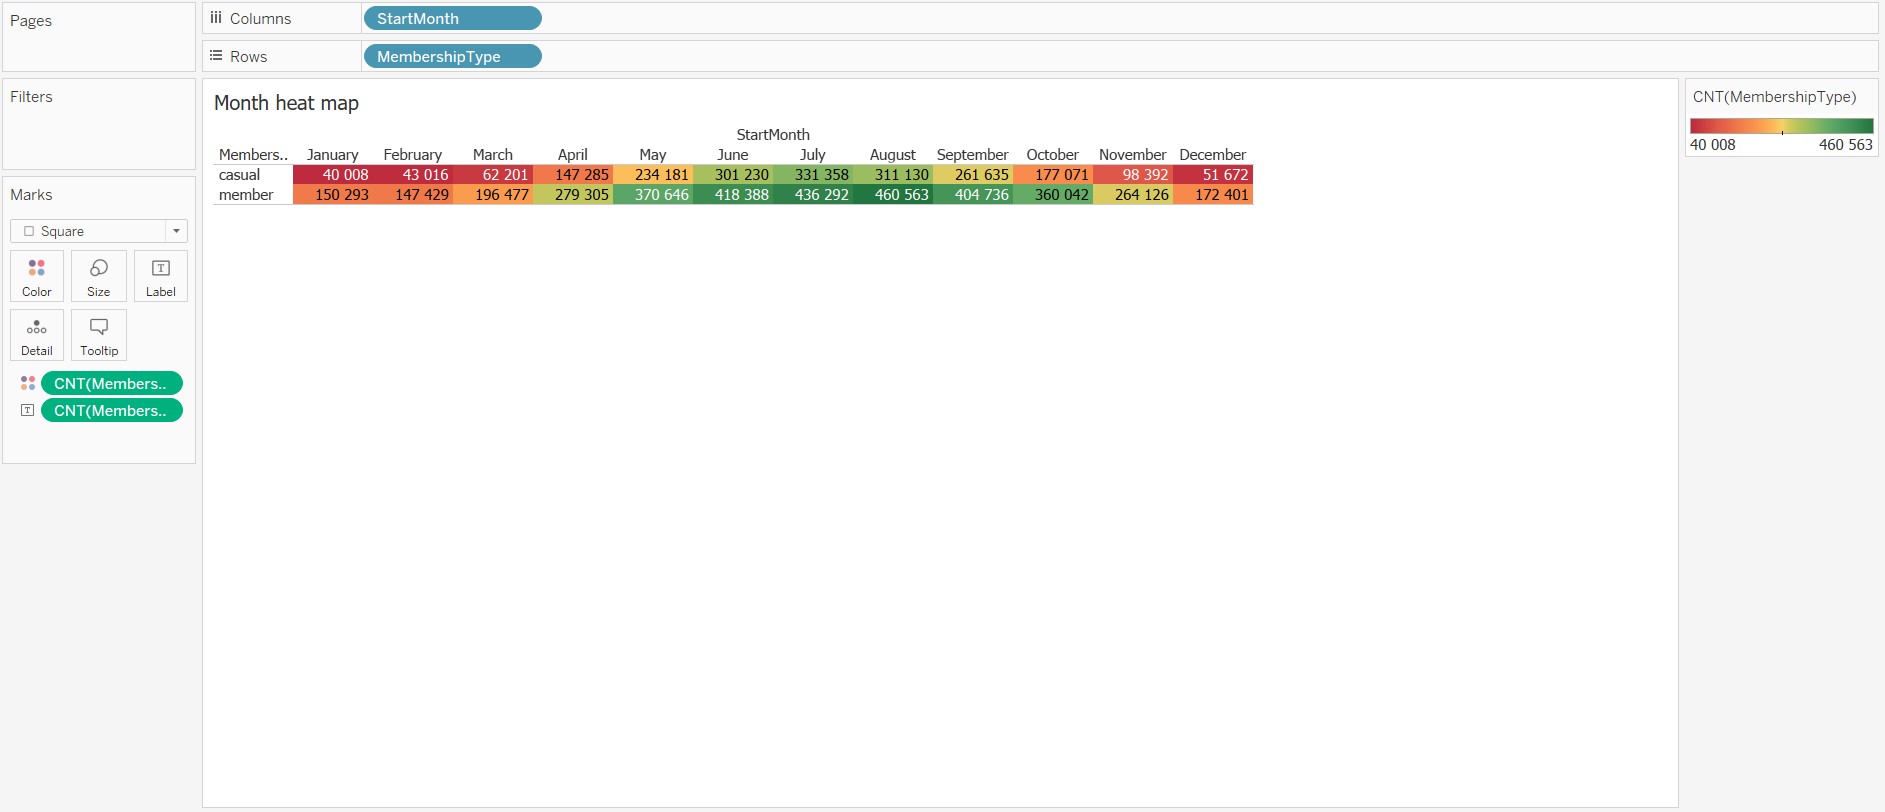 Pages
Columns StartMonth
Rows MembershipType
Filters
Marks
Square
Color Size Label
Detail Tooltip
CNT(Members..
CNT(Members..
Month heat map
StartMonth
Members.. January February March April May June July August September October November December
casual 40 008 43 016 62 201 147 285 234 181 301 230 331 358 311 130 261 635 177 071 98 392 51 672
member 150 293 147 429 196 477 279 305 370 646 418 388 436 292 460 563 404 736 360 042 264 126 172 401
CNT(MembershipType)
40 008 460 563